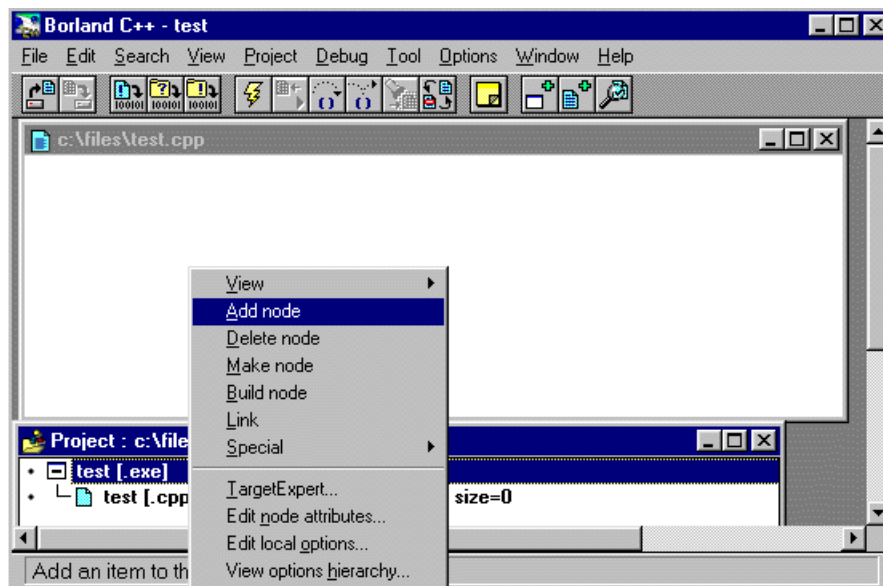 Borland C++ - test
File Edit Search View Project Debug Tool Options Window Help
c:\files\test.cpp
View
Add node
Delete node
Make node
Build node
Link
Special
TargetExpert...
Edit node attributes...
Edit local options...
View options hierarchy...
Project : c:\file
test [.exe]
test [.cpp size=0
Add an item to th